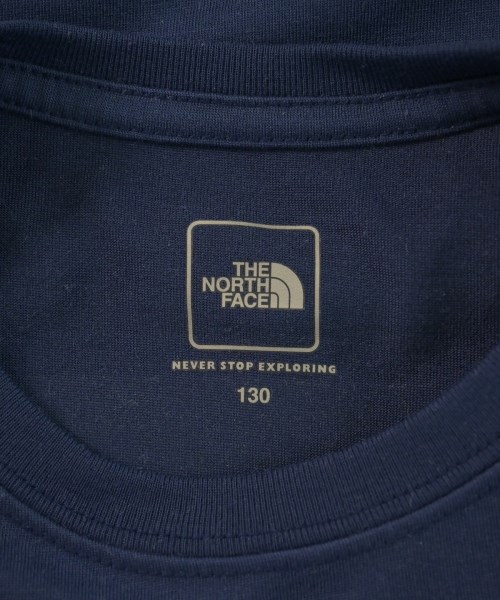 THE
NORTH
FACE
NEVER STOP EXPLORING
130